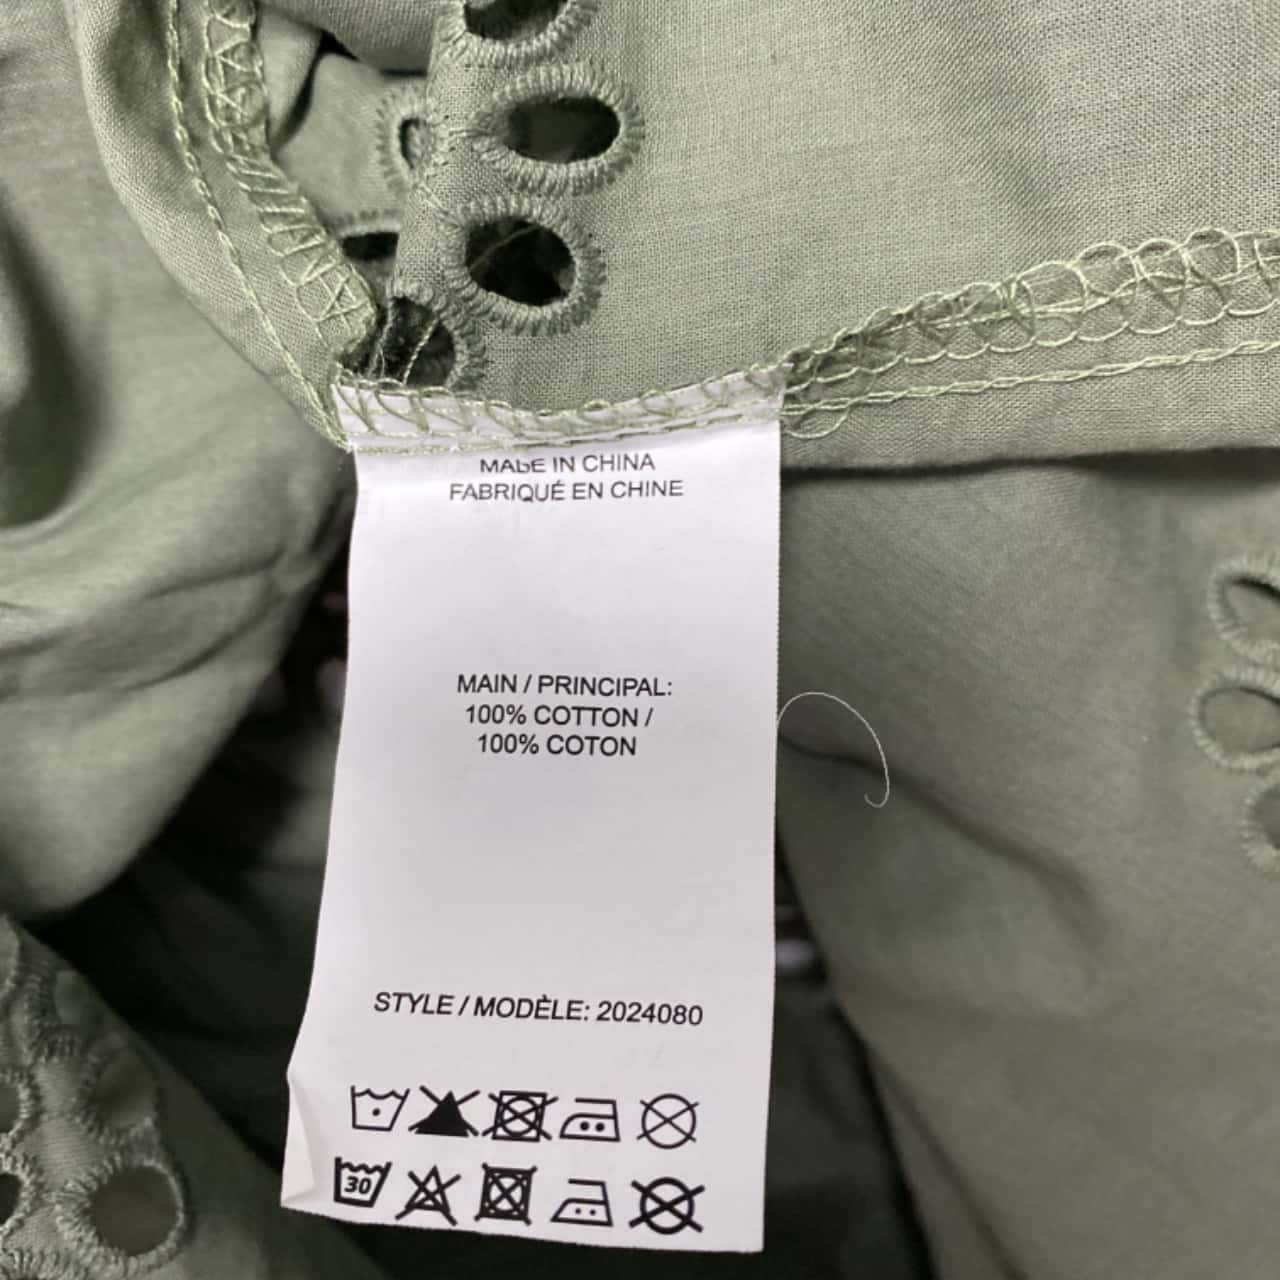 MADE IN CHINA
FABRIQUÉ EN CHINE
MAIN / PRINCIPAL:
100% COTTON /
100% COTON
STYLE / MODÈLE: 2024080
30